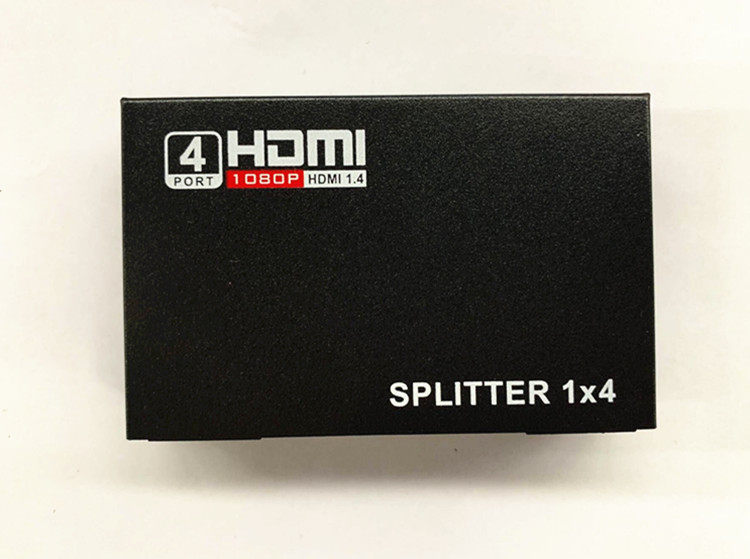 4 HDMI
PORT 1080P HDMI 1.4
SPLITTER 1x4